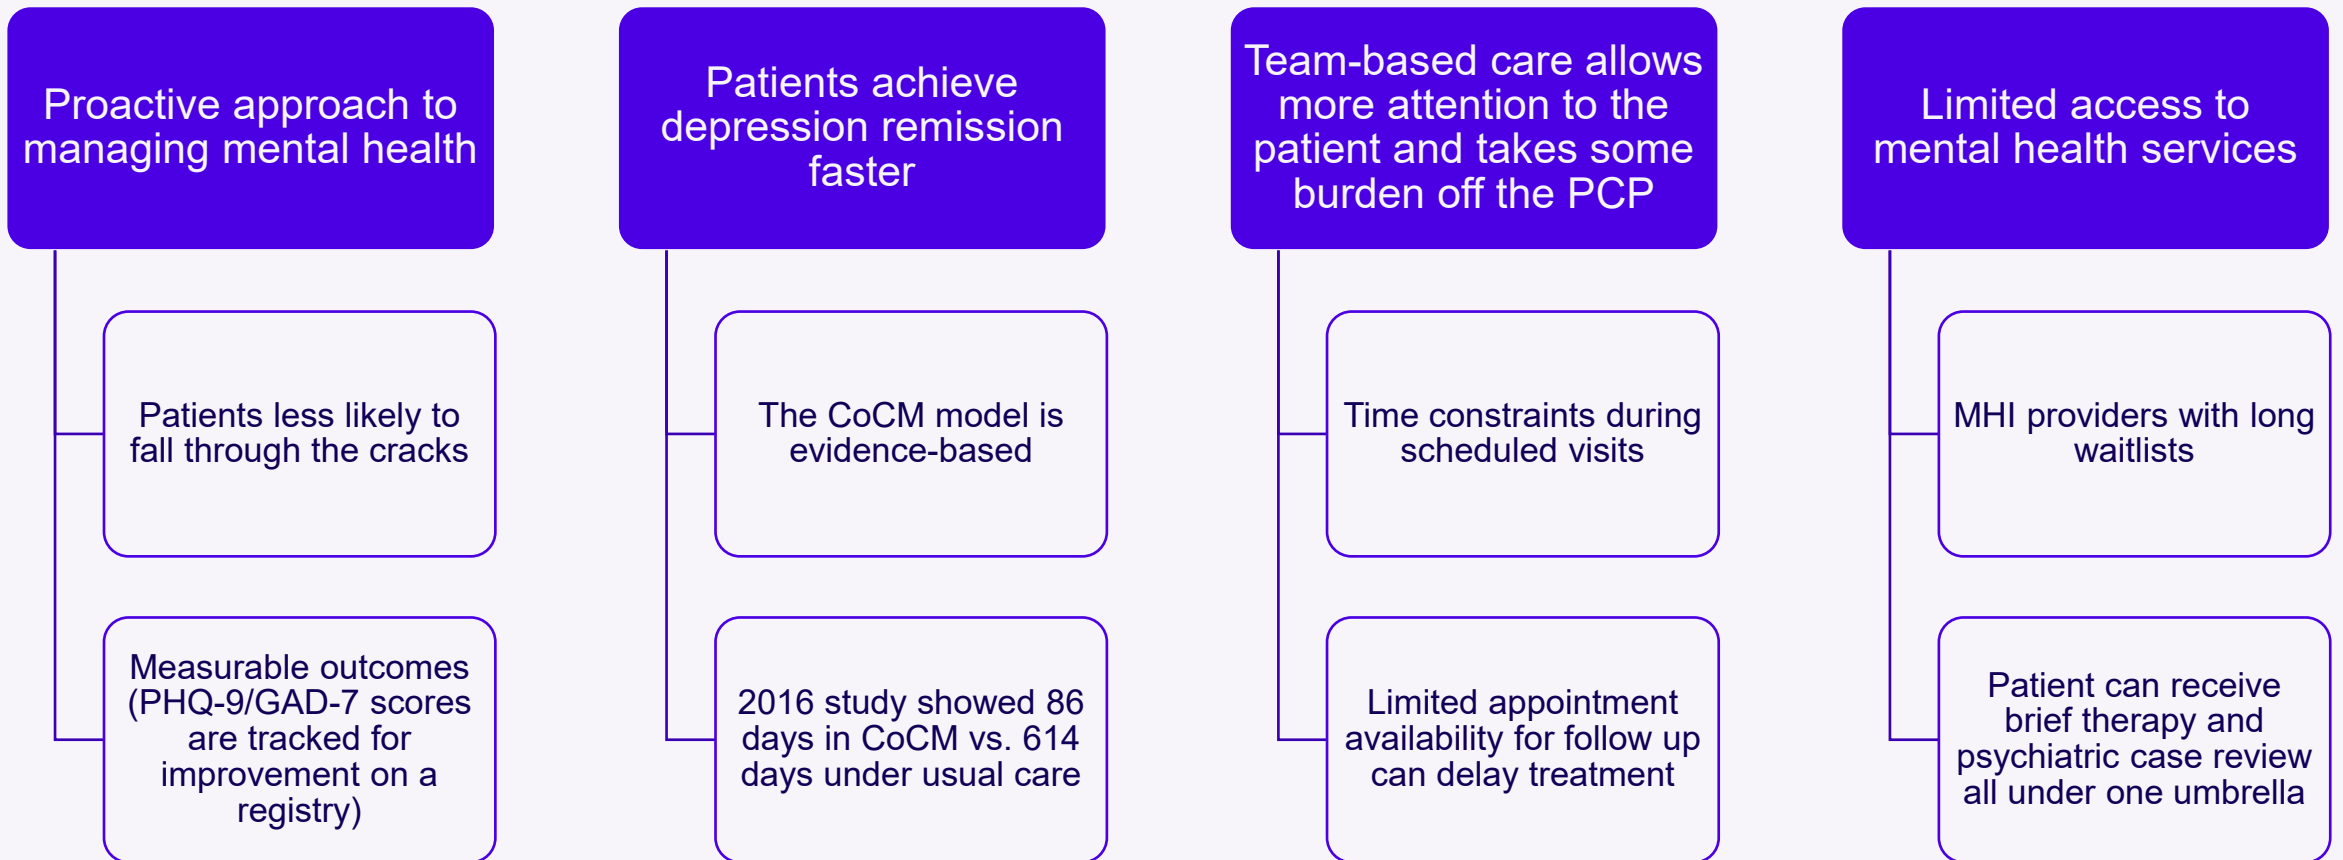 Proactive approach to
managing mental health
Patients less likely to
fall through the cracks
Measurable outcomes
(PHQ-9/GAD-7 scores
are tracked for
improvement on a
registry)
Patients achieve
depression remission
faster
The CoCM model is
evidence-based
2016 study showed 86
days in CoCM vs. 614
days under usual care
Team-based care allows
more attention to the
patient and takes some
burden off the PCP
Time constraints during
scheduled visits
Limited appointment
availability for follow up
can delay treatment
Limited access to
mental health services
MHI providers with long
waitlists
Patient can receive
brief therapy and
psychiatric case review
all under one umbrella